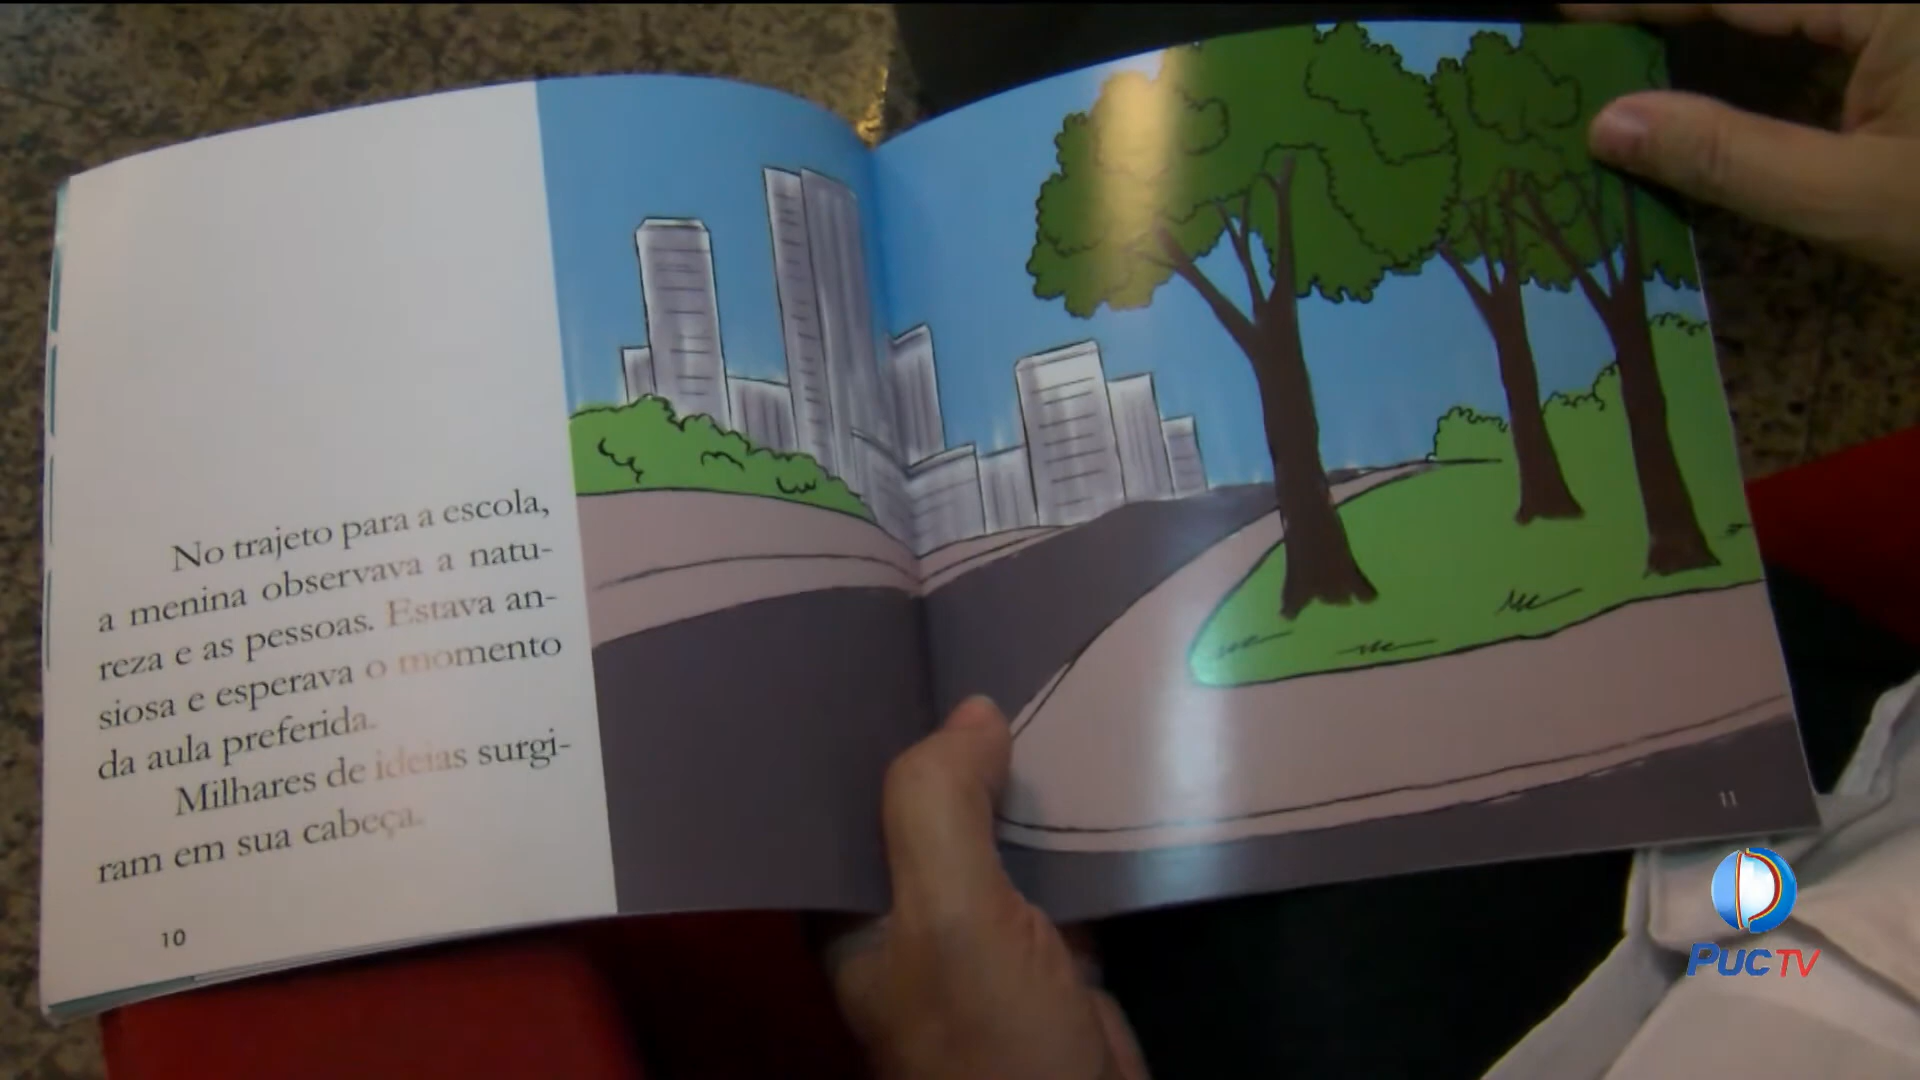 No trajeto para a escola,
a menina observava a natu-
reza e as pessoas. Estava an-
siosa e esperava o momento
da aula preferida.
Milhares de ideias surgi-
ram em sua cabeça.
10
11
PUC TV